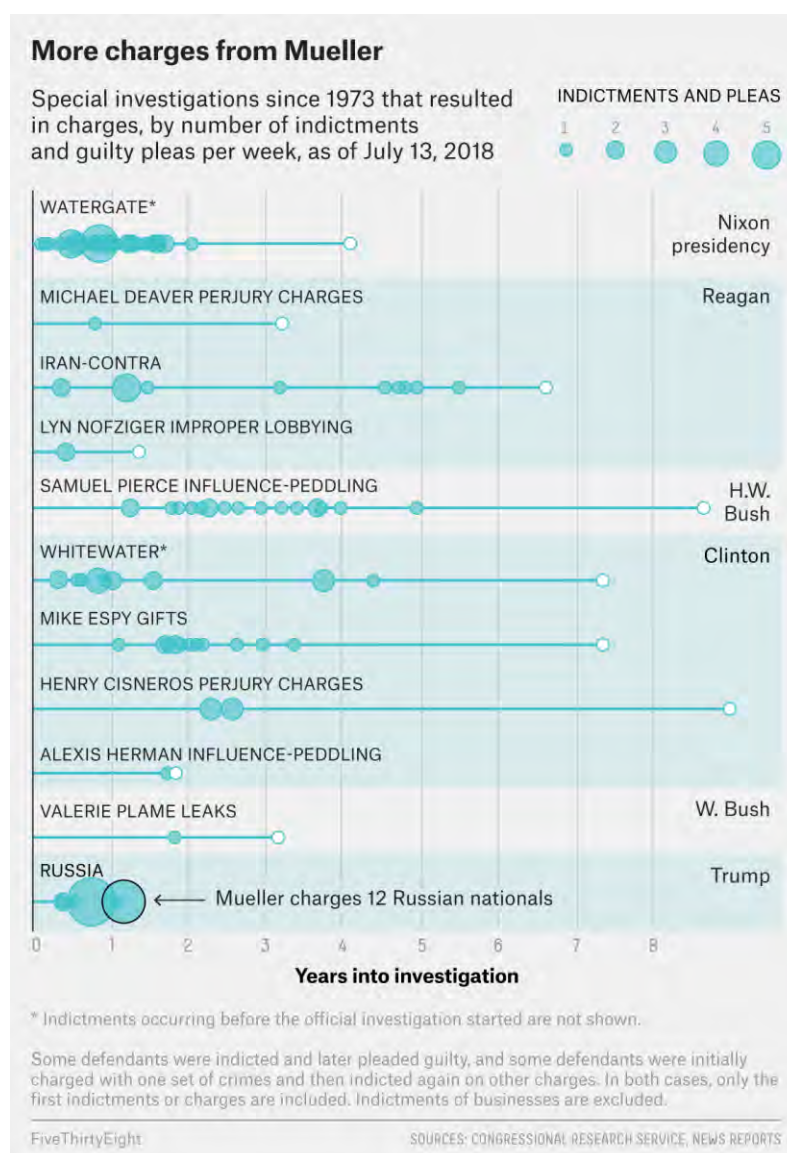 More charges from Mueller
Special investigations since 1973 that resulted
in charges, by number of indictments
and guilty pleas per week, as of July 13, 2018
INDICTMENTS AND PLEAS
1 2 3 4 5
WATERGATE*
Nixon
presidency
MICHAEL DEAVER PERJURY CHARGES
Reagan
IRAN-CONTRA
LYN NOFZIGER IMPROPER LOBBYING
SAMUEL PIERCE INFLUENCE-PEDDLING
H.W.
Bush
WHITEWATER*
Clinton
MIKE ESPY GIFTS
HENRY CISNEROS PERJURY CHARGES
ALEXIS HERMAN INFLUENCE-PEDDLING
VALERIE PLAME LEAKS
W. Bush
RUSSIA
Trump
Mueller charges 12 Russian nationals
0 1 2 3 4 5 6 7 8
Years into investigation
* Indictments occurring before the official investigation started are not shown.
Some defendants were indicted and later pleaded guilty, and some defendants were initially
charged with one set of crimes and then indicted again on other charges. In both cases, only the
first indictments or charges are included. Indictments of businesses are excluded.
FiveThirtyEight
SOURCES: CONGRESSIONAL RESEARCH SERVICE, NEWS REPORTS